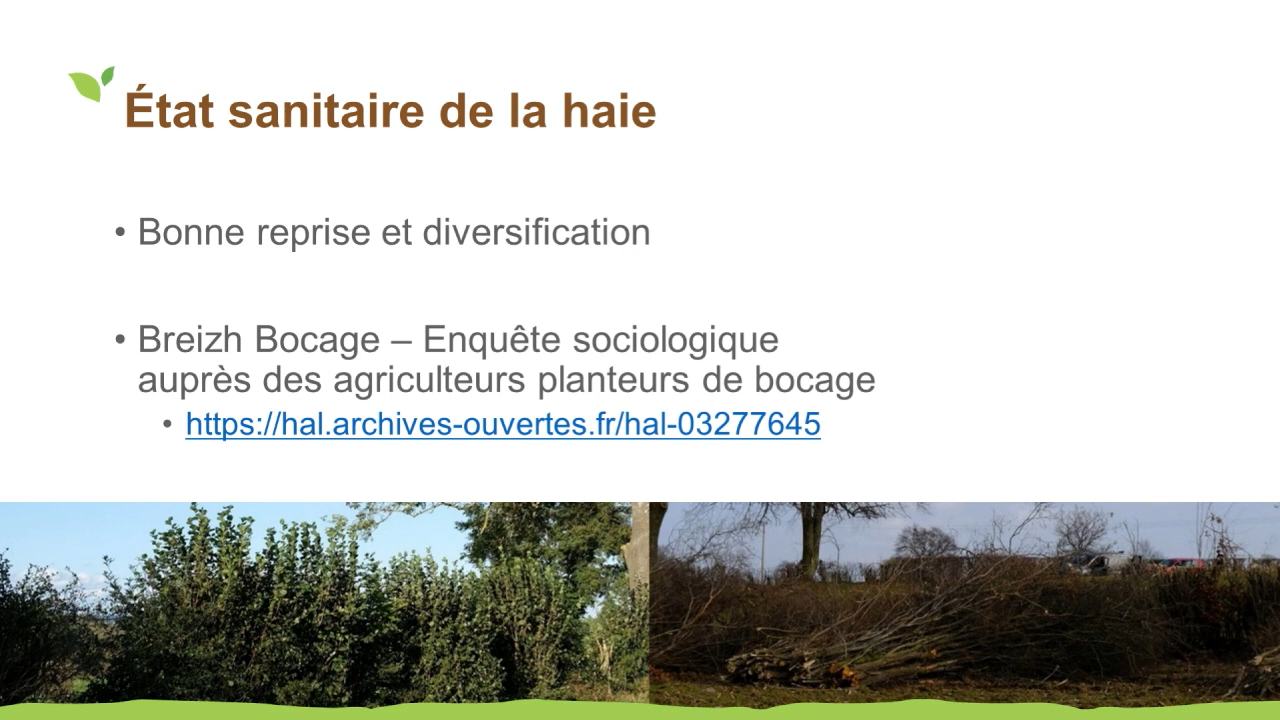 État sanitaire de la haie
• Bonne reprise et diversification
• Breizh Bocage – Enquête sociologique
auprès des agriculteurs planteurs de bocage
• https://hal.archives-ouvertes.fr/hal-03277645